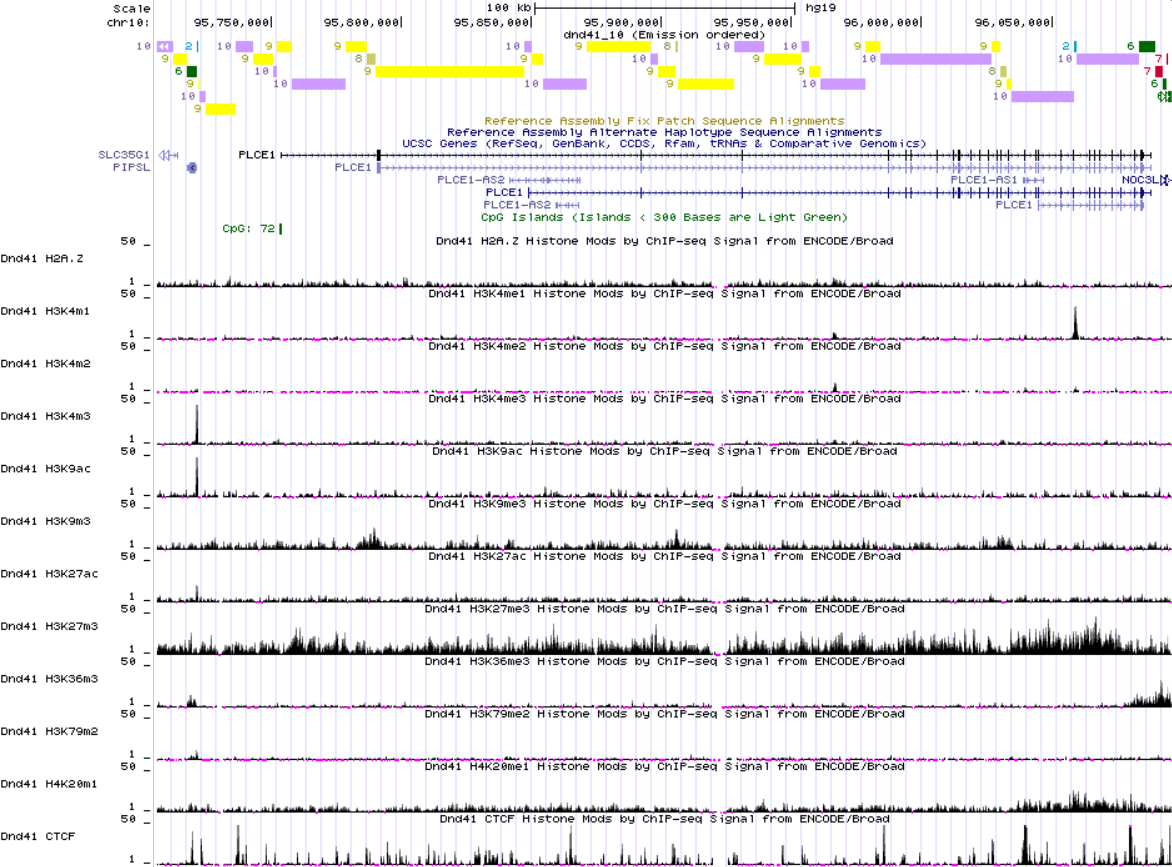 Scale 100 kb hg19
chr10: 95,750,000 95,800,000 95,850,000 95,900,000 95,950,000 96,000,000 96,050,000
dnd41_10 (Emission ordered)
10 2 10 9 9 10 9 8 10 10 9 9 2 6
9 9 8 9 10 9 9 10 8 10 7
6 10 9 10 9 9 8 7
9 10 10 9 10 9 6
10 10
9
Reference Assembly Fix Patch Sequence Alignments
Reference Assembly Alternate Haplotype Sequence Alignments
UCSC Genes (RefSeq, GenBank, CCDS, Rfam, tRNAs & Comparative Genomics)
SLC35G1 PLCE1
PIPSL PLCE1
PLCE1-AS2 PLCE1-AS1 NOC3L
PLCE1
PLCE1-AS2 PLCE1
CpG Islands (Islands < 300 Bases are Light Green)
CpG: 72
50 _ Dnd41 H2A.Z Histone Mods by ChIP-seq Signal from ENCODE/Broad
Dnd41 H2A.Z
1 _
50 _ Dnd41 H3K4me1 Histone Mods by ChIP-seq Signal from ENCODE/Broad
Dnd41 H3K4m1
1 _
50 _ Dnd41 H3K4me2 Histone Mods by ChIP-seq Signal from ENCODE/Broad
Dnd41 H3K4m2
1 _
50 _ Dnd41 H3K4me3 Histone Mods by ChIP-seq Signal from ENCODE/Broad
Dnd41 H3K4m3
1 _
50 _ Dnd41 H3K9ac Histone Mods by ChIP-seq Signal from ENCODE/Broad
Dnd41 H3K9ac
1 _
50 _ Dnd41 H3K9me3 Histone Mods by ChIP-seq Signal from ENCODE/Broad
Dnd41 H3K9m3
1 _
50 _ Dnd41 H3K27ac Histone Mods by ChIP-seq Signal from ENCODE/Broad
Dnd41 H3K27ac
1 _
50 _ Dnd41 H3K27me3 Histone Mods by ChIP-seq Signal from ENCODE/Broad
Dnd41 H3K27m3
1 _
50 _ Dnd41 H3K36me3 Histone Mods by ChIP-seq Signal from ENCODE/Broad
Dnd41 H3K36m3
1 _
50 _ Dnd41 H3K79me2 Histone Mods by ChIP-seq Signal from ENCODE/Broad
Dnd41 H3K79m2
1 _
50 _ Dnd41 H4K20me1 Histone Mods by ChIP-seq Signal from ENCODE/Broad
Dnd41 H4K20m1
1 _
50 _ Dnd41 CTCF Histone Mods by ChIP-seq Signal from ENCODE/Broad
Dnd41 CTCF
1 _